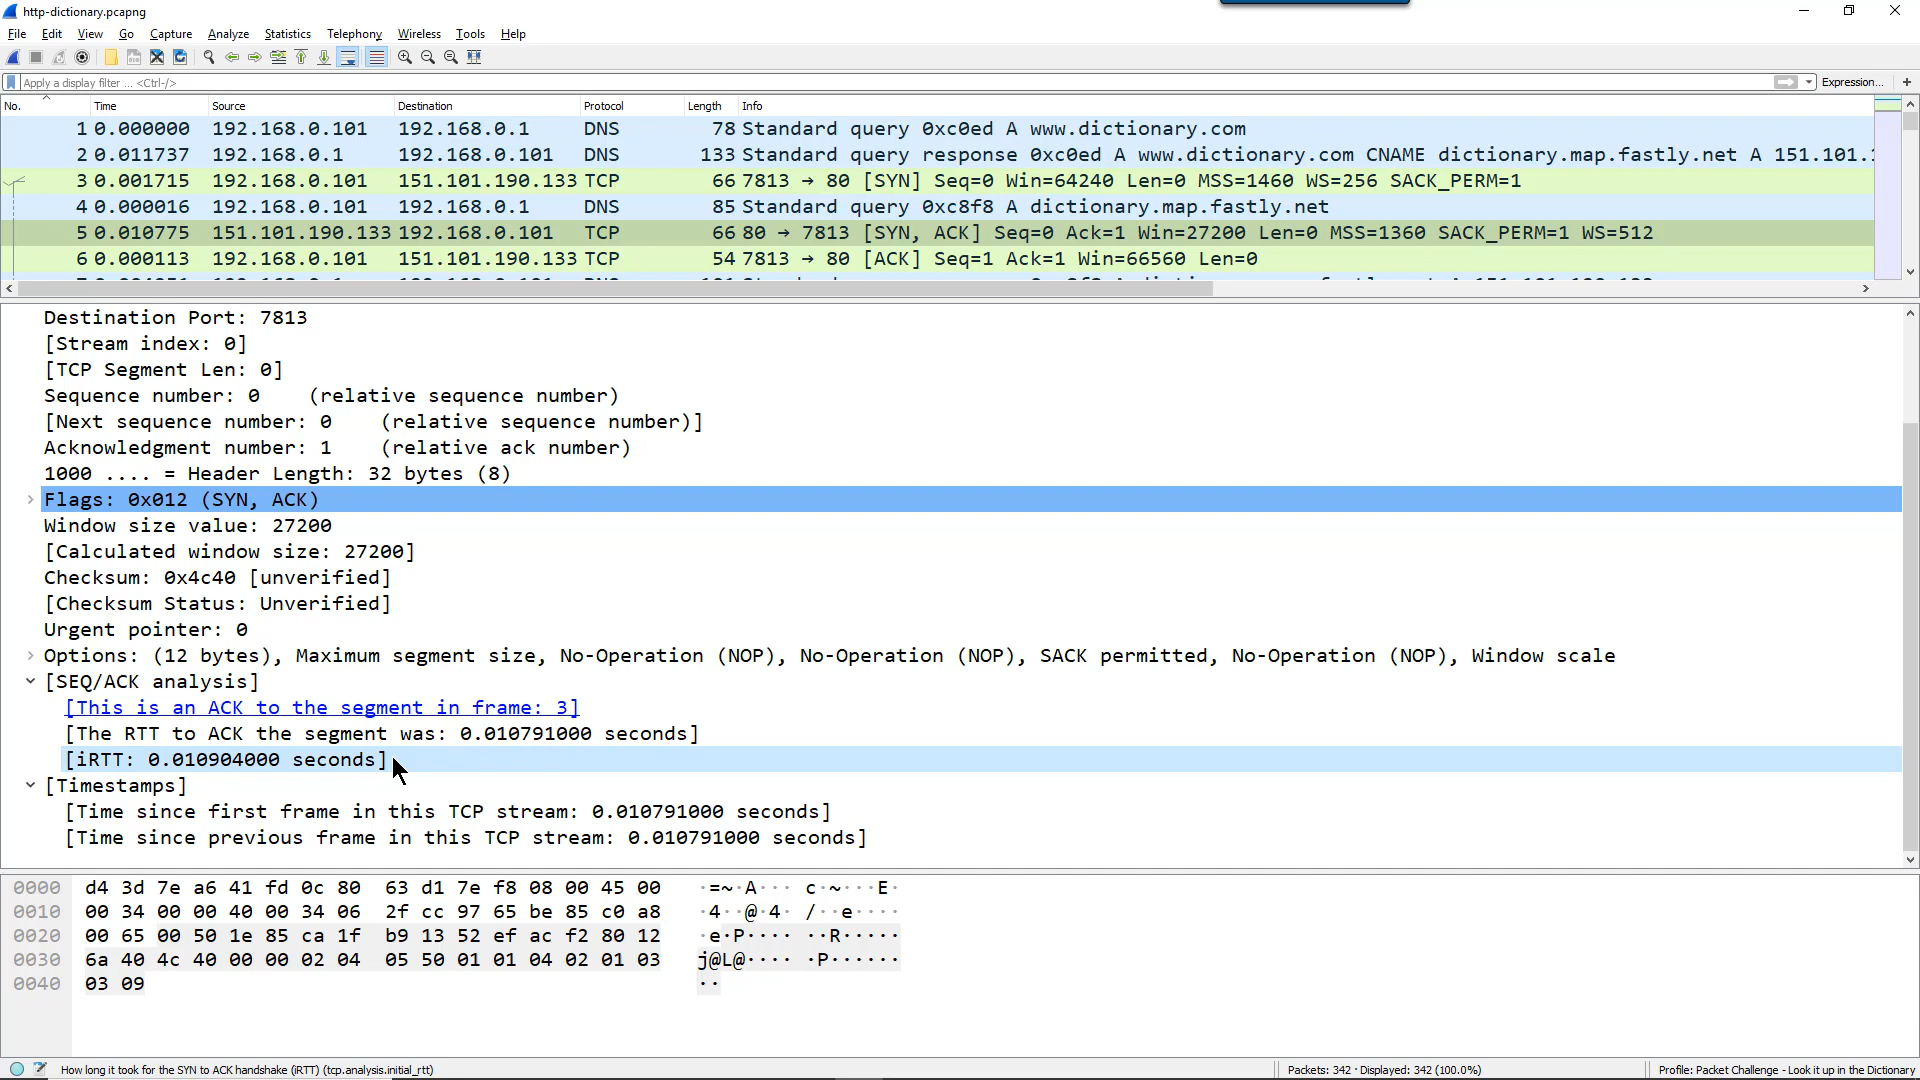 http-dictionary.pcapng
File Edit View Go Capture Analyze Statistics Telephony Wireless Tools Help
Apply a display filter ... <Ctrl-/> Expression... +
No. Time Source Destination Protocol Length Info
1 0.000000 192.168.0.101 192.168.0.1 DNS 78 Standard query 0xc0ed A www.dictionary.com
2 0.011737 192.168.0.1 192.168.0.101 DNS 133 Standard query response 0xc0ed A www.dictionary.com CNAME dictionary.map.fastly.net A 151.101.1
3 0.001715 192.168.0.101 151.101.190.133 TCP 66 7813 → 80 [SYN] Seq=0 Win=64240 Len=0 MSS=1460 WS=256 SACK_PERM=1
4 0.000016 192.168.0.101 192.168.0.1 DNS 85 Standard query 0xc8f8 A dictionary.map.fastly.net
5 0.010775 151.101.190.133 192.168.0.101 TCP 66 80 → 7813 [SYN, ACK] Seq=0 Ack=1 Win=27200 Len=0 MSS=1360 SACK_PERM=1 WS=512
6 0.000113 192.168.0.101 151.101.190.133 TCP 54 7813 → 80 [ACK] Seq=1 Ack=1 Win=66560 Len=0
Destination Port: 7813
[Stream index: 0]
[TCP Segment Len: 0]
Sequence number: 0    (relative sequence number)
[Next sequence number: 0    (relative sequence number)]
Acknowledgment number: 1    (relative ack number)
1000 .... = Header Length: 32 bytes (8)
Flags: 0x012 (SYN, ACK)
Window size value: 27200
[Calculated window size: 27200]
Checksum: 0x4c40 [unverified]
[Checksum Status: Unverified]
Urgent pointer: 0
Options: (12 bytes), Maximum segment size, No-Operation (NOP), No-Operation (NOP), SACK permitted, No-Operation (NOP), Window scale
[SEQ/ACK analysis]
[This is an ACK to the segment in frame: 3]
[The RTT to ACK the segment was: 0.010791000 seconds]
[iRTT: 0.010904000 seconds]
[Timestamps]
[Time since first frame in this TCP stream: 0.010791000 seconds]
[Time since previous frame in this TCP stream: 0.010791000 seconds]
0000 d4 3d 7e a6 41 fd 0c 80 63 d1 7e f8 08 00 45 00 ·=~·A··· c·~···E·
0010 00 34 00 00 40 00 34 06 2f cc 97 65 be 85 c0 a8 ·4··@·4· /··e····
0020 00 65 00 50 1e 85 ca 1f b9 13 52 ef ac f2 80 12 ·e·P···· ··R·····
0030 6a 40 4c 40 00 00 02 04 05 50 01 01 04 02 01 03 j@L@···· ·P······
0040 03 09 ··
How long it took for the SYN to ACK handshake (iRTT) (tcp.analysis.initial_rtt) Packets: 342 · Displayed: 342 (100.0%) Profile: Packet Challenge - Look it up in the Dictionary